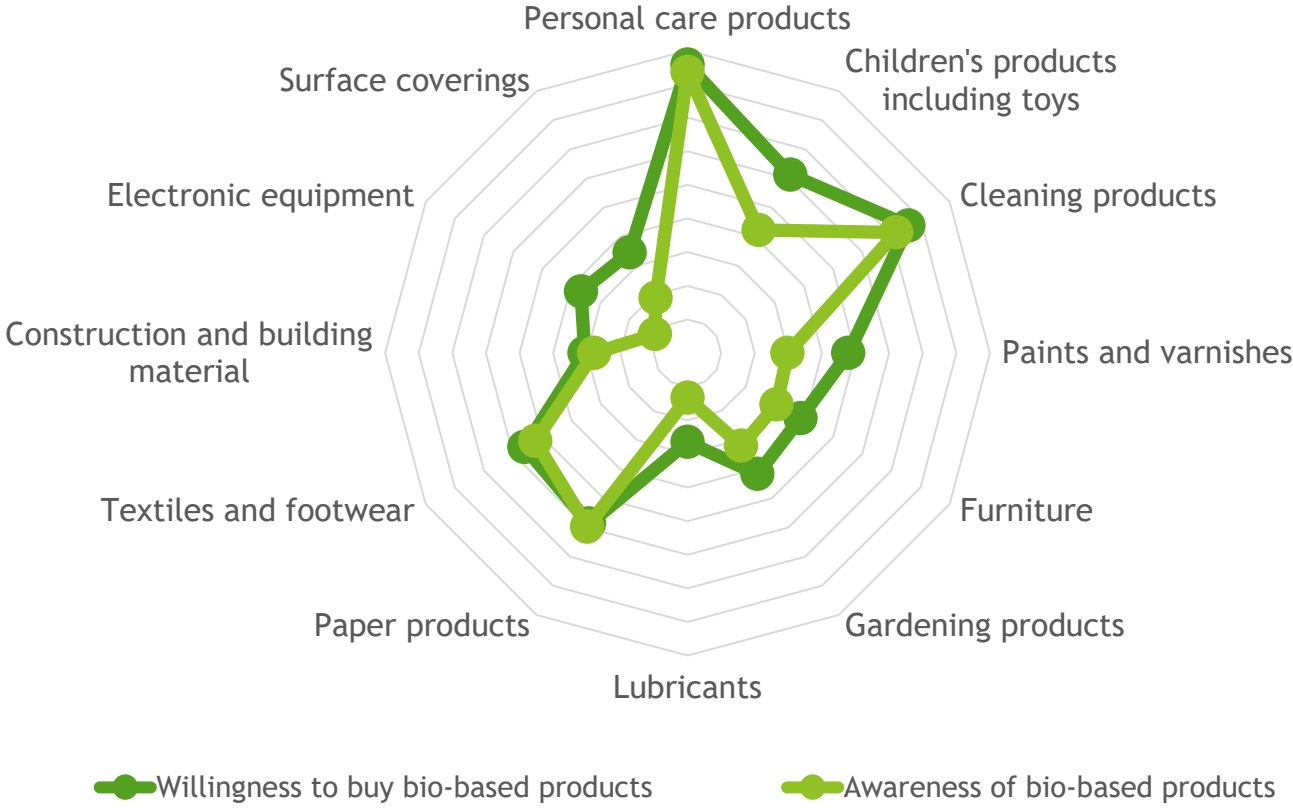 Personal care products
Children's products
including toys
Surface coverings
Electronic equipment
Cleaning products
Construction and building
material
Paints and varnishes
Textiles and footwear
Furniture
Paper products
Gardening products
Lubricants
Willingness to buy bio-based products
Awareness of bio-based products